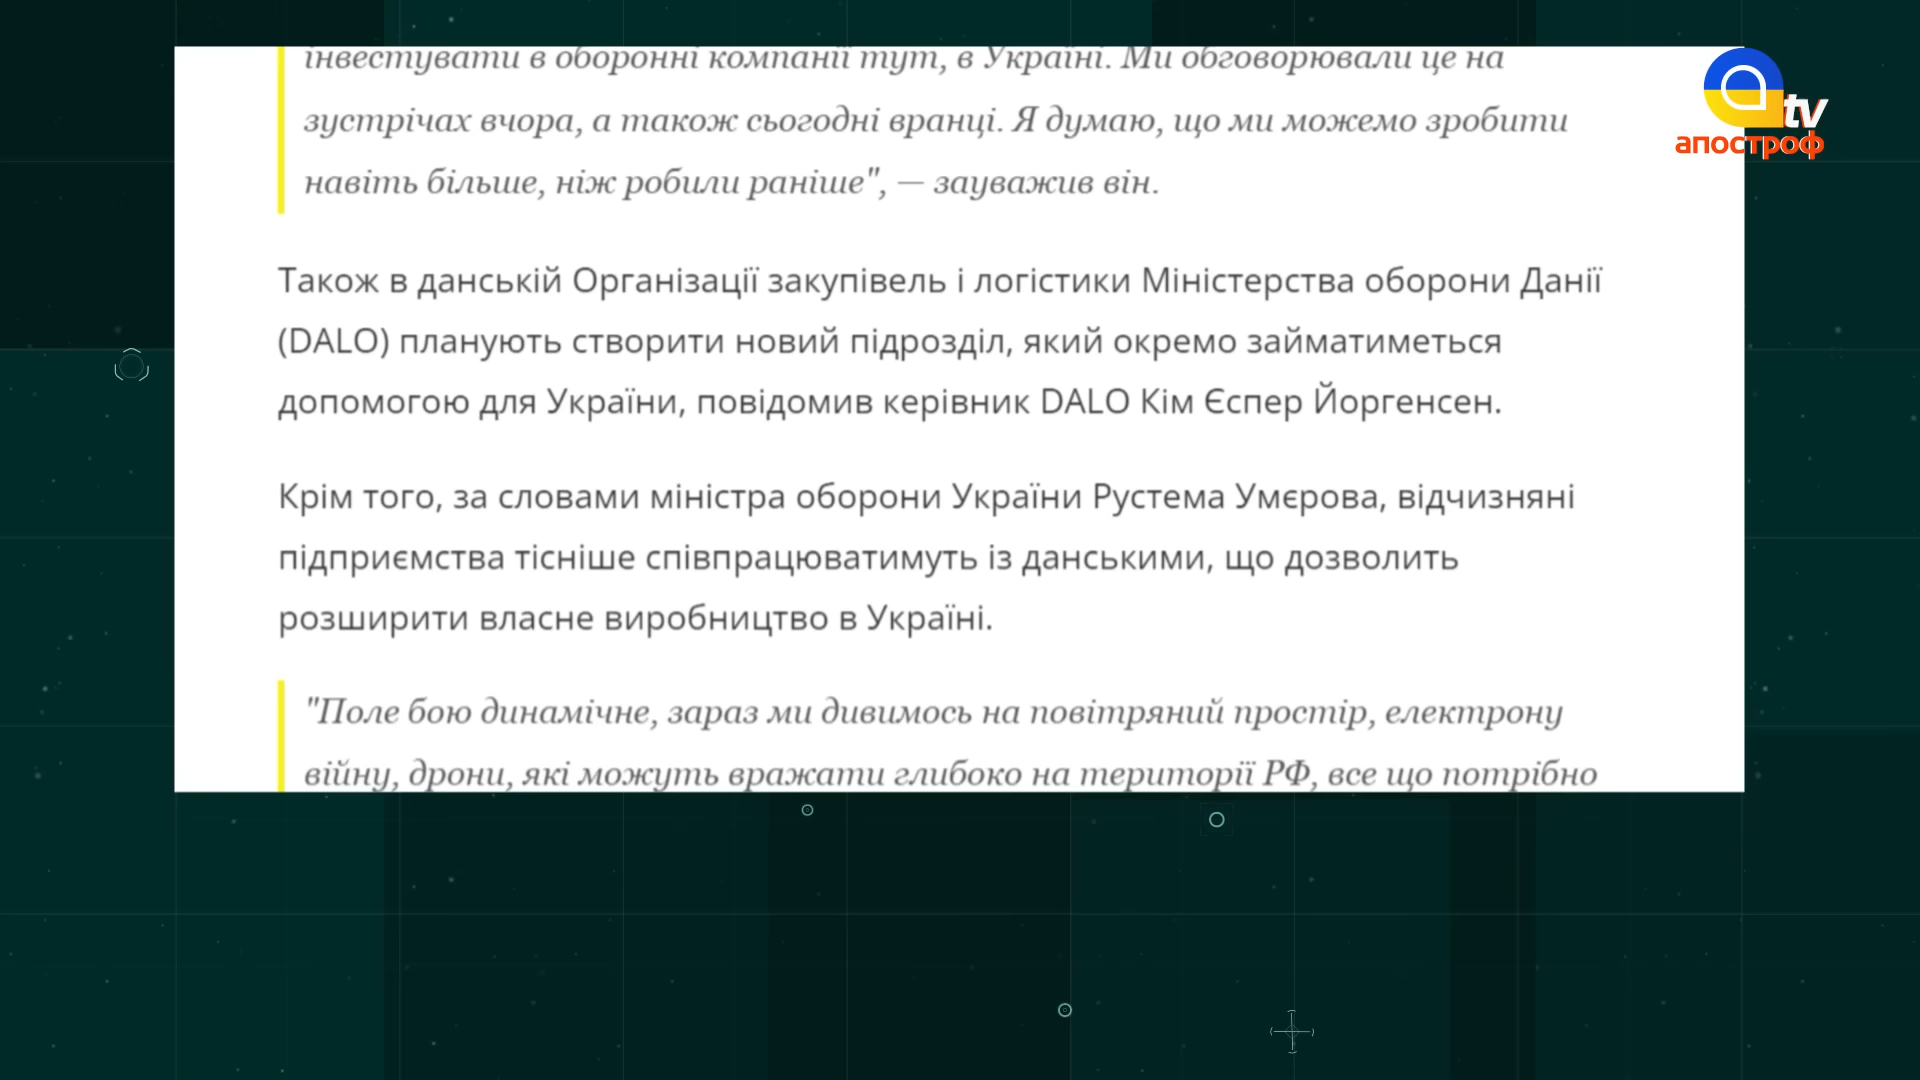 інвестувати в оборонні компанії тут, в Україні. Ми обговорювали це на
зустрічах вчора, а також сьогодні вранці. Я думаю, що ми можемо зробити
навіть більше, ніж робили раніше", — зауважив він.
Також в данській Організації закупівель і логістики Міністерства оборони Данії
(DALO) планують створити новий підрозділ, який окремо займатиметься
допомогою для України, повідомив керівник DALO Кім Єспер Йоргенсен.
Крім того, за словами міністра оборони України Рустема Умєрова, відчизняні
підприємства тісніше співпрацюватимуть із данськими, що дозволить
розширити власне виробництво в Україні.
"Поле бою динамічне, зараз ми дивимось на повітряний простір, електрону
війну, дрони, які можуть вражати глибоко на території РФ, все що потрібно
tv
апостроф